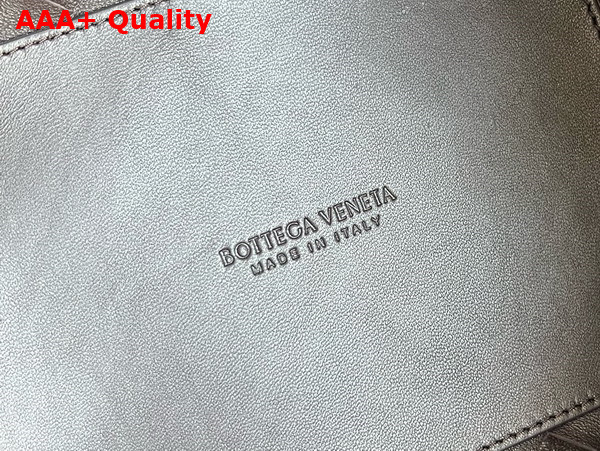 AAA+ Quality
BOTTEGA VENETA
MADE IN ITALY